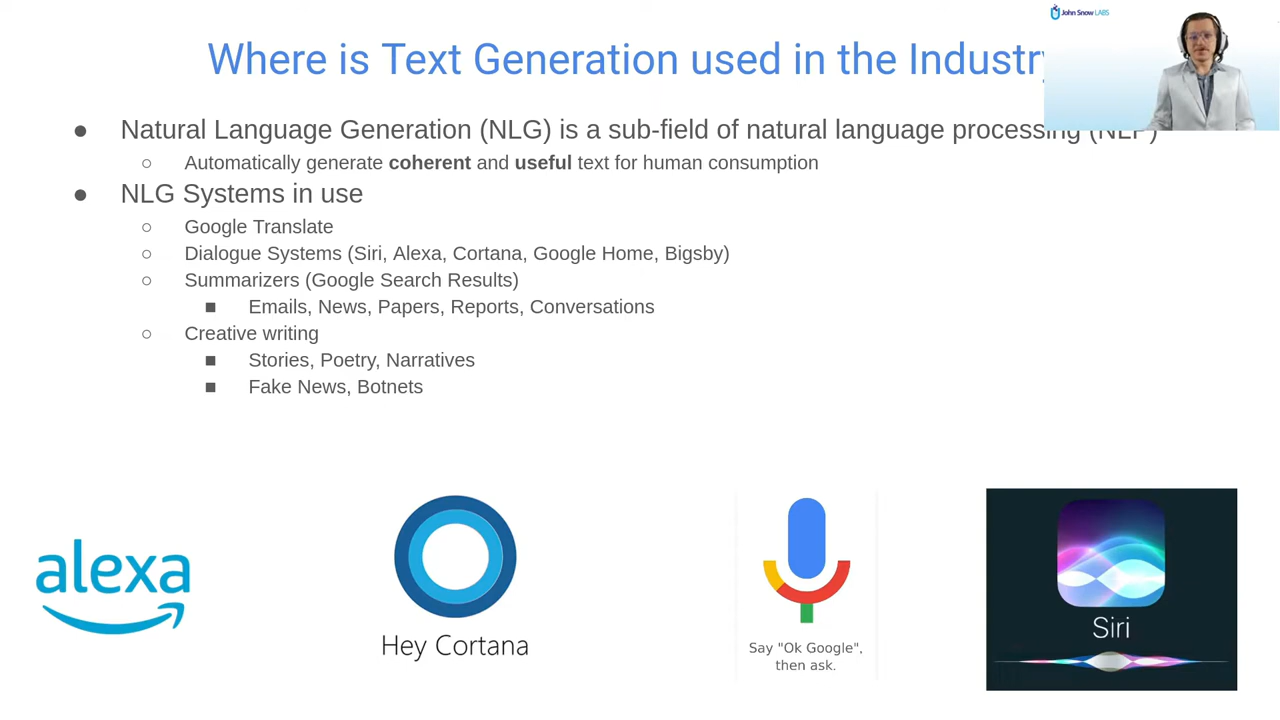 John Snow LABS
Where is Text Generation used in the Industry
● Natural Language Generation (NLG) is a sub-field of natural language processing (NLP)
○ Automatically generate coherent and useful text for human consumption
● NLG Systems in use
○ Google Translate
○ Dialogue Systems (Siri, Alexa, Cortana, Google Home, Bigsby)
○ Summarizers (Google Search Results)
■ Emails, News, Papers, Reports, Conversations
○ Creative writing
■ Stories, Poetry, Narratives
■ Fake News, Botnets
alexa
Hey Cortana
Say "Ok Google",
then ask.
Siri